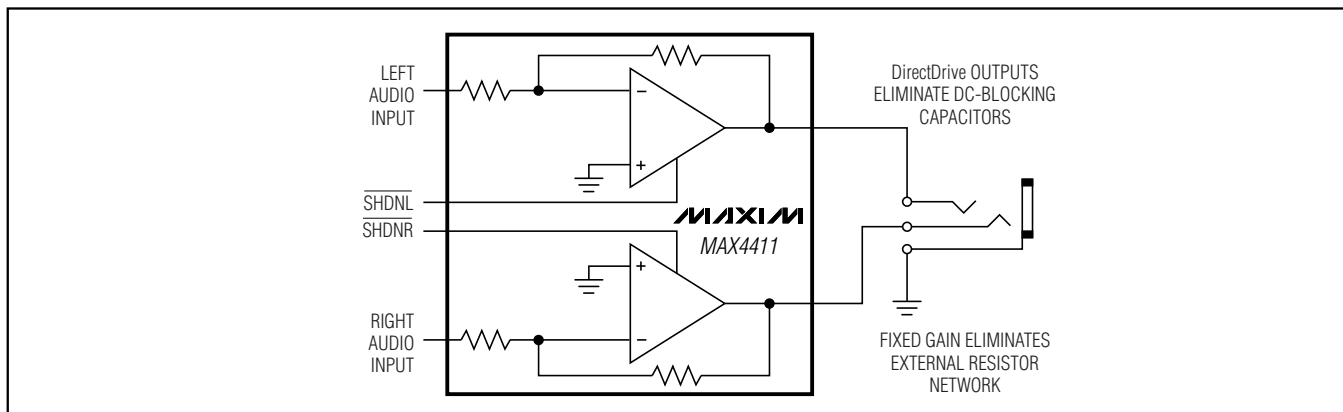 LEFT
AUDIO
INPUT
−
+
SHDNL
SHDNR
MAXIM
MAX4411
+
−
RIGHT
AUDIO
INPUT
DirectDrive OUTPUTS
ELIMINATE DC-BLOCKING
CAPACITORS
FIXED GAIN ELIMINATES
EXTERNAL RESISTOR
NETWORK